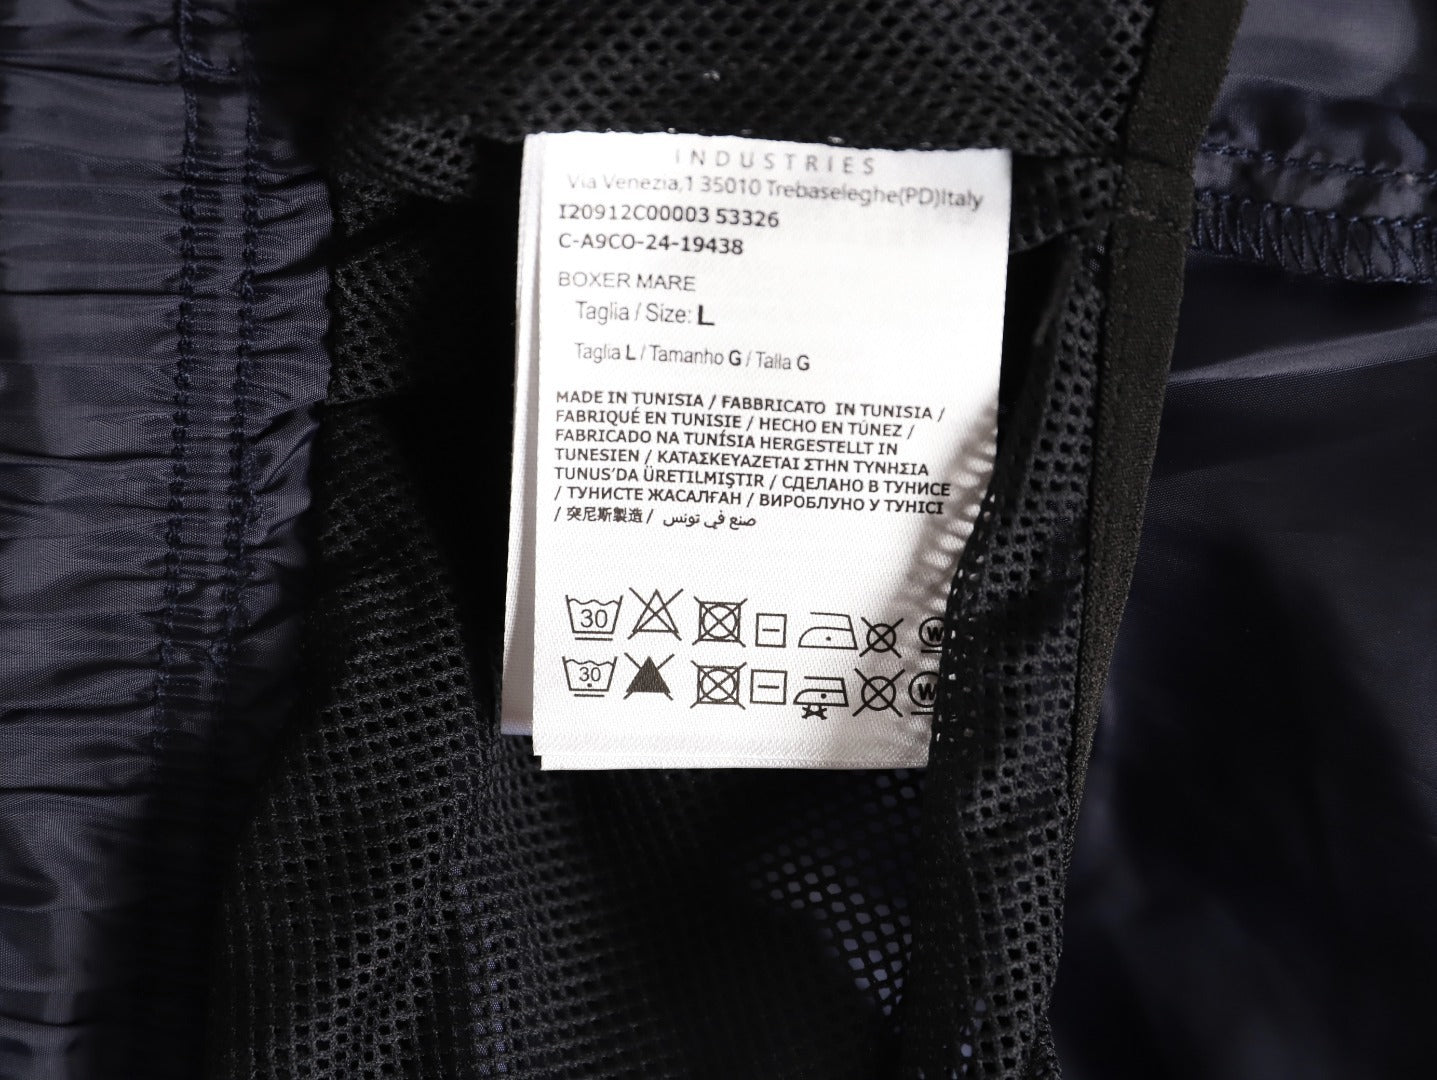 INDUSTRIES
Via Venezia,1 35010 Trebaseleghe(PD)Italy
I20912C00003 53326
C-A9CO-24-19438
BOXER MARE
Taglia / Size: L
Taglia L / Tamanho G / Talla G
MADE IN TUNISIA / FABBRICATO IN TUNISIA /
FABRIQUÉ EN TUNISIE / HECHO EN TÚNEZ /
FABRICADO NA TUNÍSIA HERGESTELLT IN
TUNESIEN / ΚΑΤΑΣΚΕΥΑΖΕΤΑΙ ΣΤΗΝ ΤΥΝΗΣΙΑ
TUNUS'DA ÜRETILMIŞTIR / СДЕЛАНО В ТУНИСЕ
/ ТУНИСТЕ ЖАСАЛҒАН / ВИРОБЛУНО У ТУНІСІ
/ 突尼斯製造 / صنع في تونس
30 W
30 W